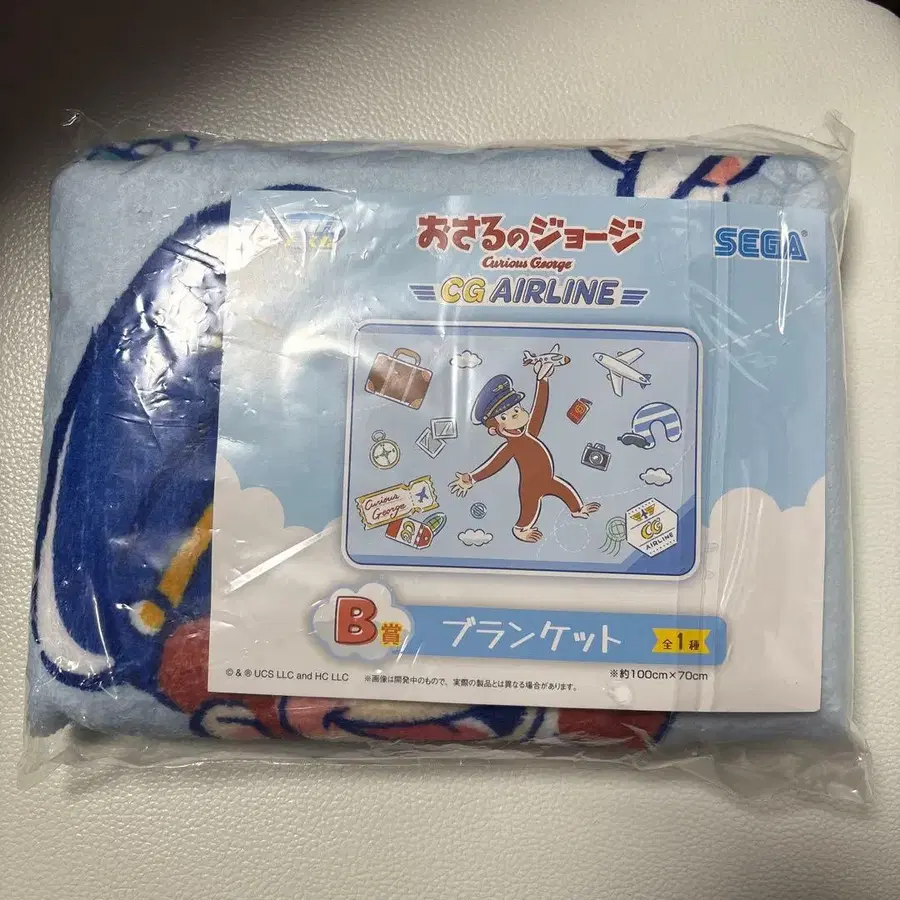 おさるのジョージ
SEGA®
Curious George
CG AIRLINE
Curious
George
CG
AIRLINE
B賞
ブランケット
全1種
※約100cm×70cm
©&®UCS LLC and HC LLC
※画像は開発中のもので、実際の製品とは異なる場合があります。